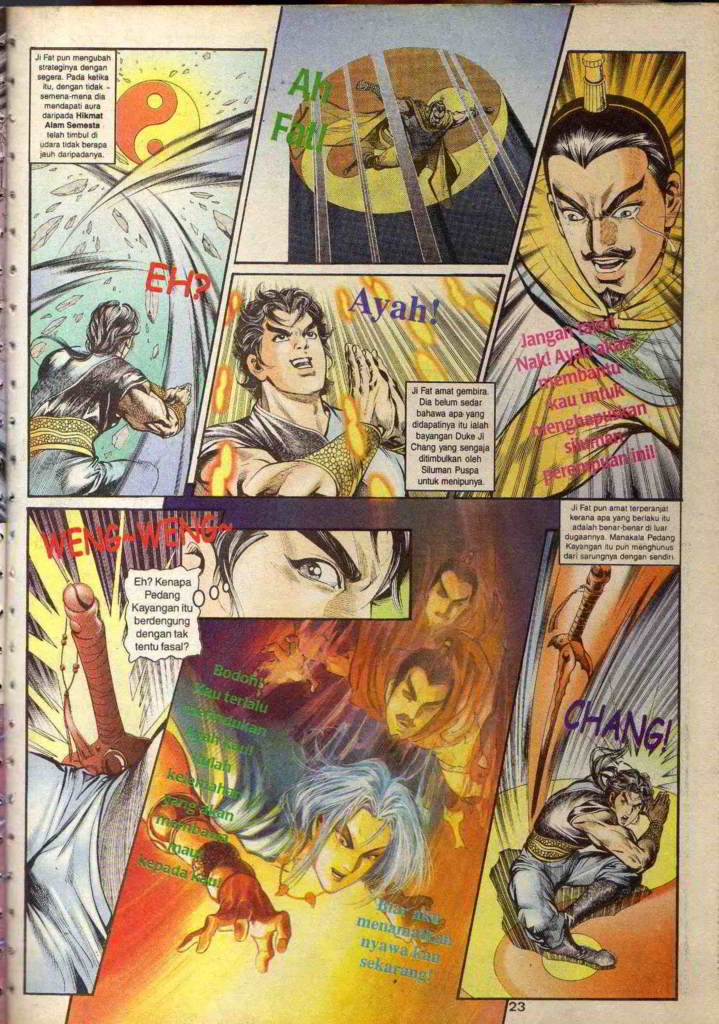 Ji Fat pun mengubah
strateginya dengan
segera. Pada ketika
itu, dengan tidak -
semena-mena dia
mendapati aura
daripada Hikmat
Alam Semesta
telah timbul di
udara tidak berapa
jauh daripadanya.
EH?
Ah
Fat!
Ayah!
Ji Fat amat gembira.
Dia belum sedar
bahawa apa yang
didapatinya itu ialah
bayangan Duke Ji
Chang yang sengaja
ditimbulkan oleh
Siluman Puspa
untuk menipunya.
Jangan
Nak! Ayah akan
membantu
kau untuk
menghapuskan
siluman
perempuan ini!
WENG~WENG~
Eh? Kenapa
Pedang
Kayangan itu
berdengung
dengan tak
tentu fasal?
Bodoh!
Kau terlalu
merindukan
ayah kau!
Itulah
kelemahan
yang akan
membawa
maut
kepada kau!
Biar aku
menamatkan
nyawa kau
sekarang!
Ji Fat pun amat terperanjat
kerana apa yang berlaku itu
adalah benar-benar di luar
dugaannya. Manakala Pedang
Kayangan itu pun menghunus
dari sarungnya dengan sendiri.
CHANG!
23